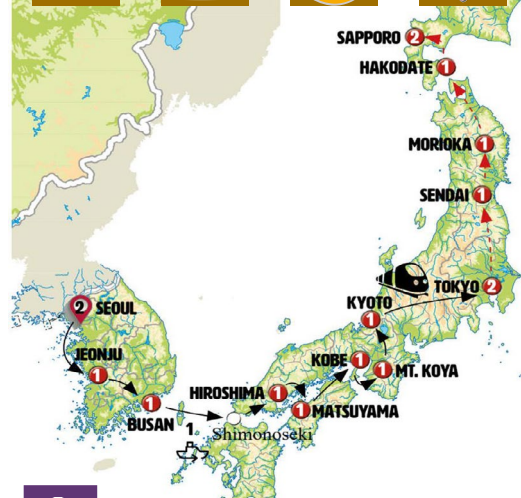 SAPPORO 2
HAKODATE 1
MORIOKA 1
SENDAI 1
TOKYO 2
KYOTO
1
2 SEOUL
JEONJU
1
KOBE 1
1 MT. KOYA
HIROSHIMA 1
1 MATSUYAMA
1
BUSAN
1
Shimonoseki